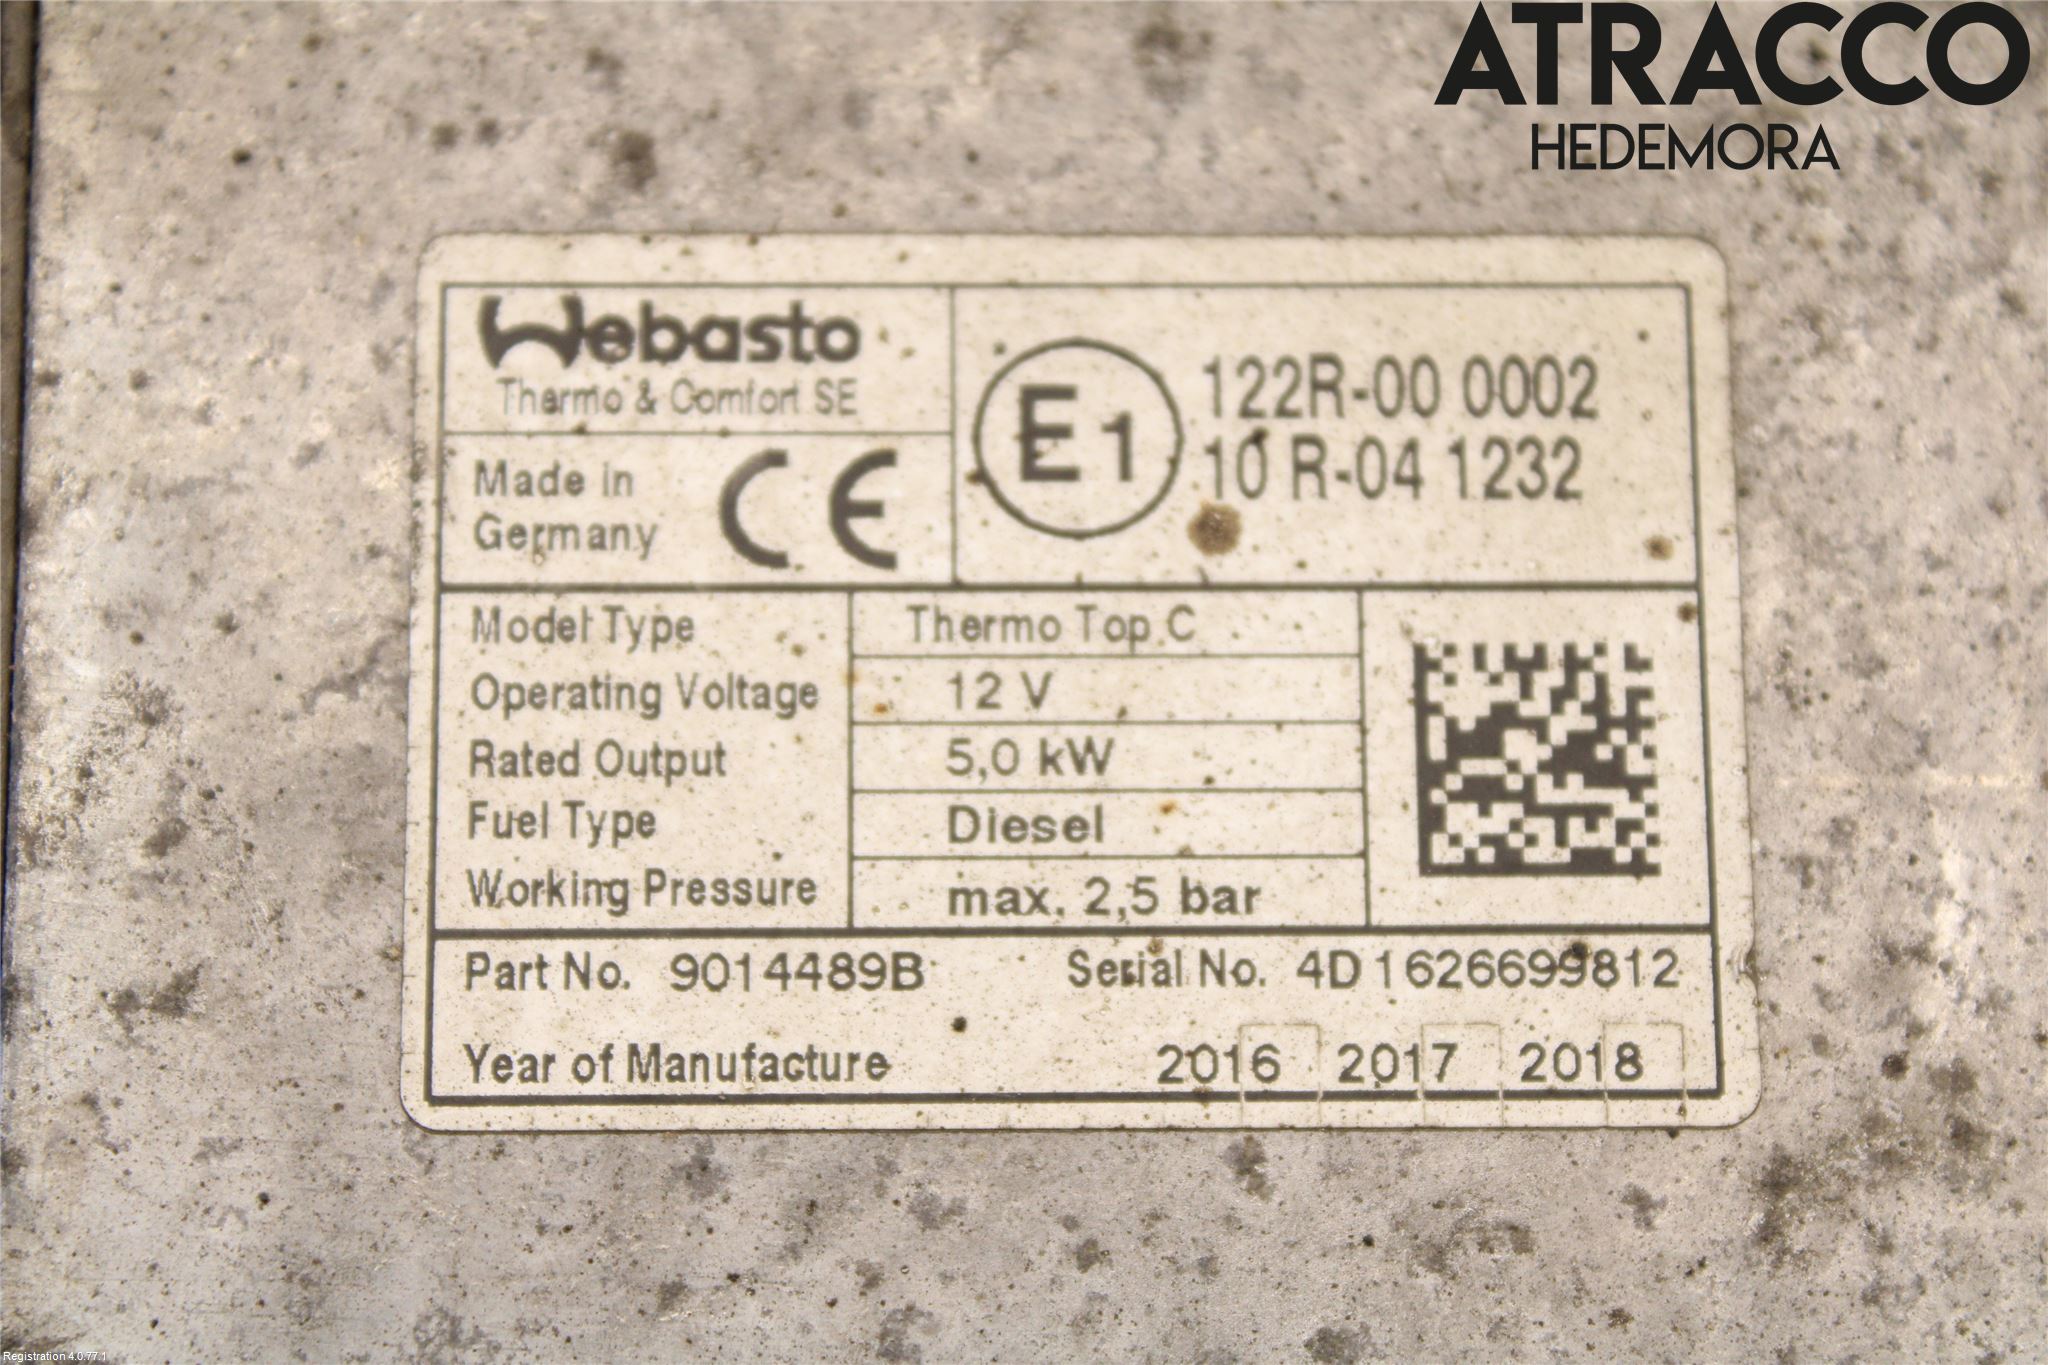 ATRACCO
HEDEMORA
Webasto
Thermo & Comfort SE
Made in
Germany
CE
E1
122R-00 0002
10 R-04 1232
Model Type Thermo Top C
Operating Voltage 12 V
Rated Output 5,0 kW
Fuel Type Diesel
Working Pressure max. 2,5 bar
Part No. 9014489B Serial No. 4D1626699812
Year of Manufacture 2016 2017 2018
Registration 4.0.77.1